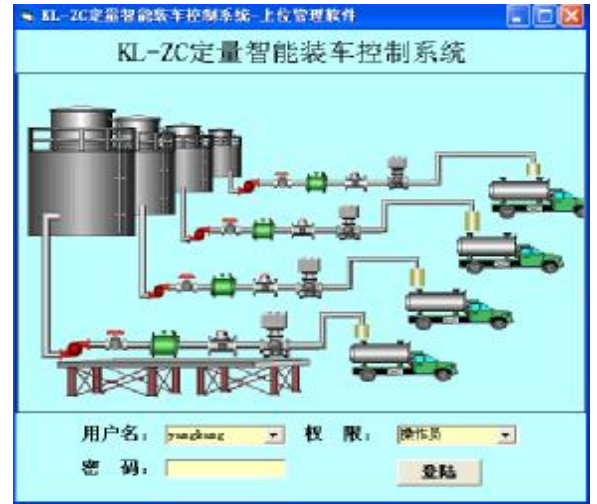 KL-ZC定量智能装车控制系统-上位管理软件
KL-ZC定量智能装车控制系统
用户名： yangkang 权 限： 操作员
密 码： 登陆